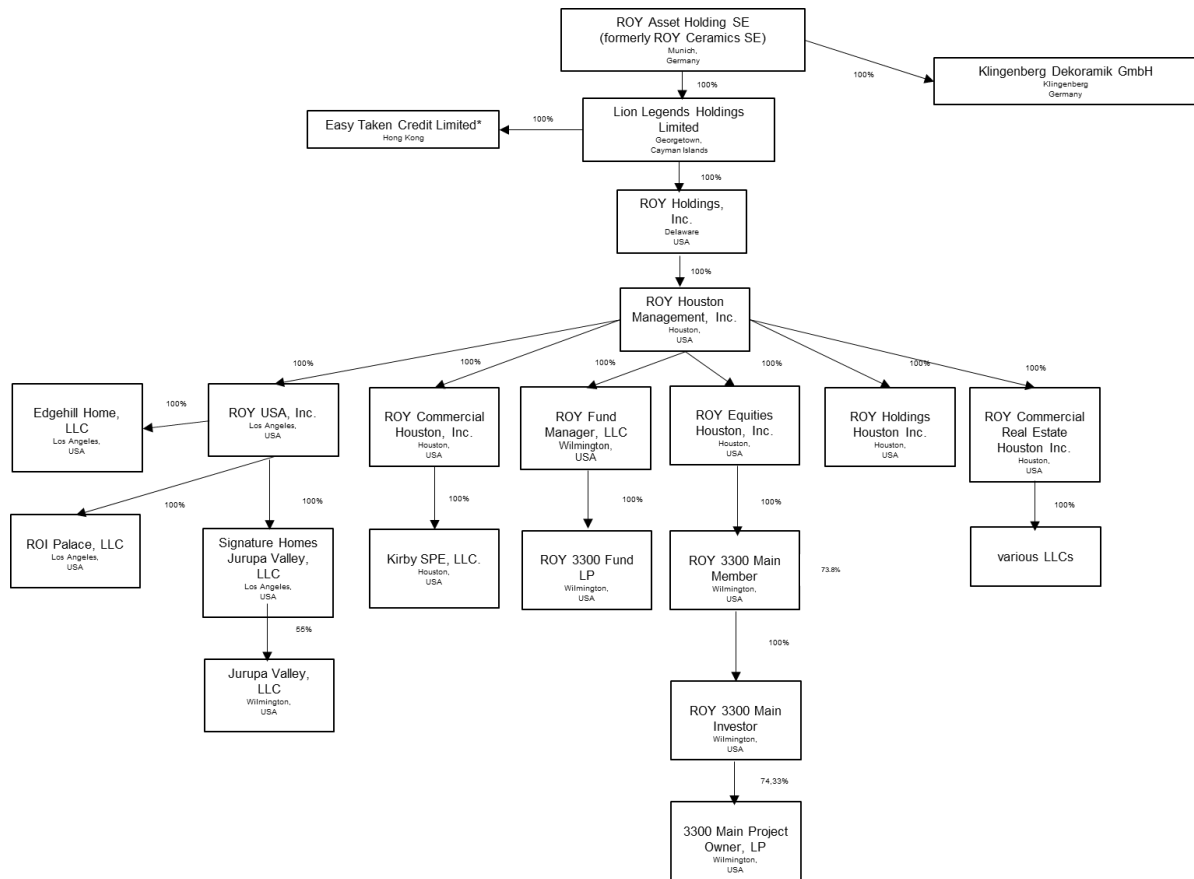 ROY Asset Holding SE
(formerly ROY Ceramics SE)
Munich,
Germany
100%
Klingenberg Dekoramik GmbH
Klingenberg
Germany
100%
Easy Taken Credit Limited*
Hong Kong
100%
Lion Legends Holdings
Limited
Georgetown,
Cayman Islands
100%
ROY Holdings,
Inc.
Delaware
USA
100%
ROY Houston
Management, Inc.
Houston,
USA
100%
100%
100%
100%
100%
100%
Edgehill Home,
LLC
Los Angeles,
USA
100%
ROY USA, Inc.
Los Angeles,
USA
ROY Commercial
Houston, Inc.
Houston,
USA
ROY Fund
Manager, LLC
Wilmington,
USA
ROY Equities
Houston, Inc.
Houston,
USA
ROY Holdings
Houston Inc.
Houston,
USA
ROY Commercial
Real Estate
Houston Inc.
Houston,
USA
100%
100%
100%
100%
100%
100%
ROI Palace, LLC
Los Angeles,
USA
Signature Homes
Jurupa Valley,
LLC
Los Angeles,
USA
Kirby SPE, LLC.
Houston,
USA
ROY 3300 Fund
LP
Wilmington,
USA
ROY 3300 Main
Member
Wilmington,
USA
73.8%
various LLCs
55%
100%
Jurupa Valley,
LLC
Wilmington,
USA
ROY 3300 Main
Investor
Wilmington,
USA
74,33%
3300 Main Project
Owner, LP
Wilmington,
USA